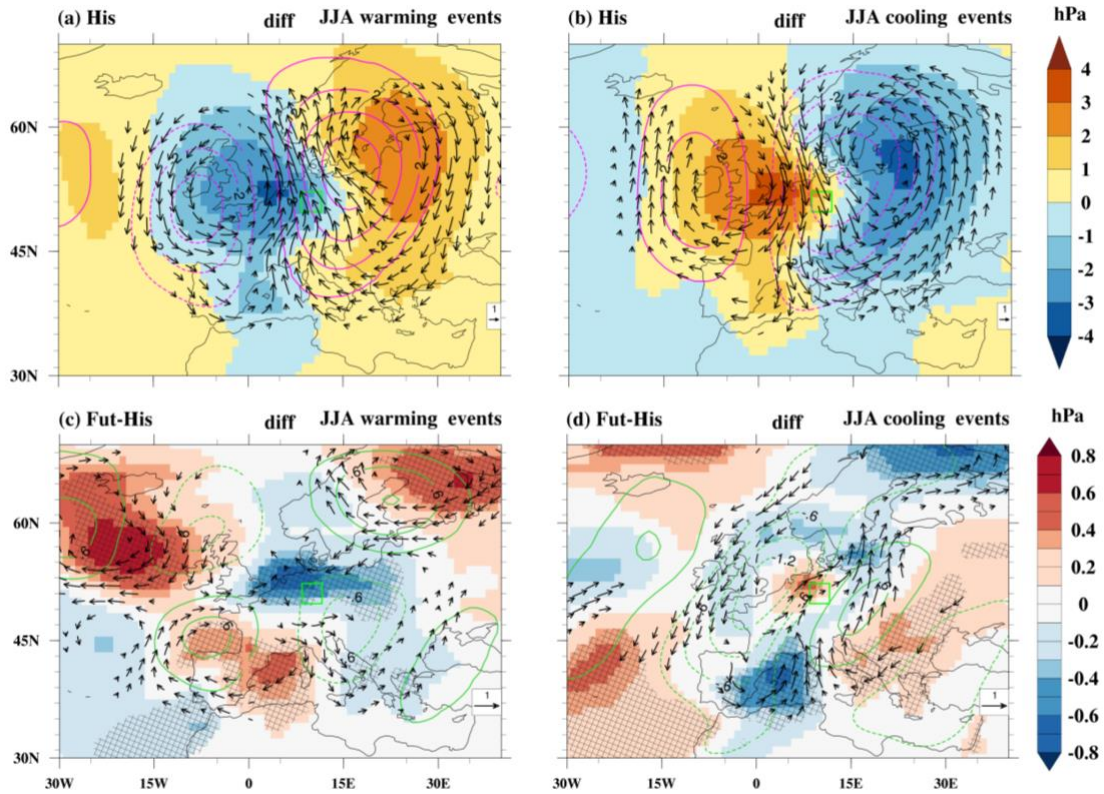 (a) His diff JJA warming events
(b) His diff JJA cooling events
hPa
60N
45N
30N
1
1
4
3
2
1
0
-1
-2
-3
-4
(c) Fut-His diff JJA warming events
(d) Fut-His diff JJA cooling events
hPa
60N
45N
30N
30W 15W 0 15E 30E
30W 15W 0 15E 30E
1
1
0.8
0.6
0.4
0.2
0
-0.2
-0.4
-0.6
-0.8